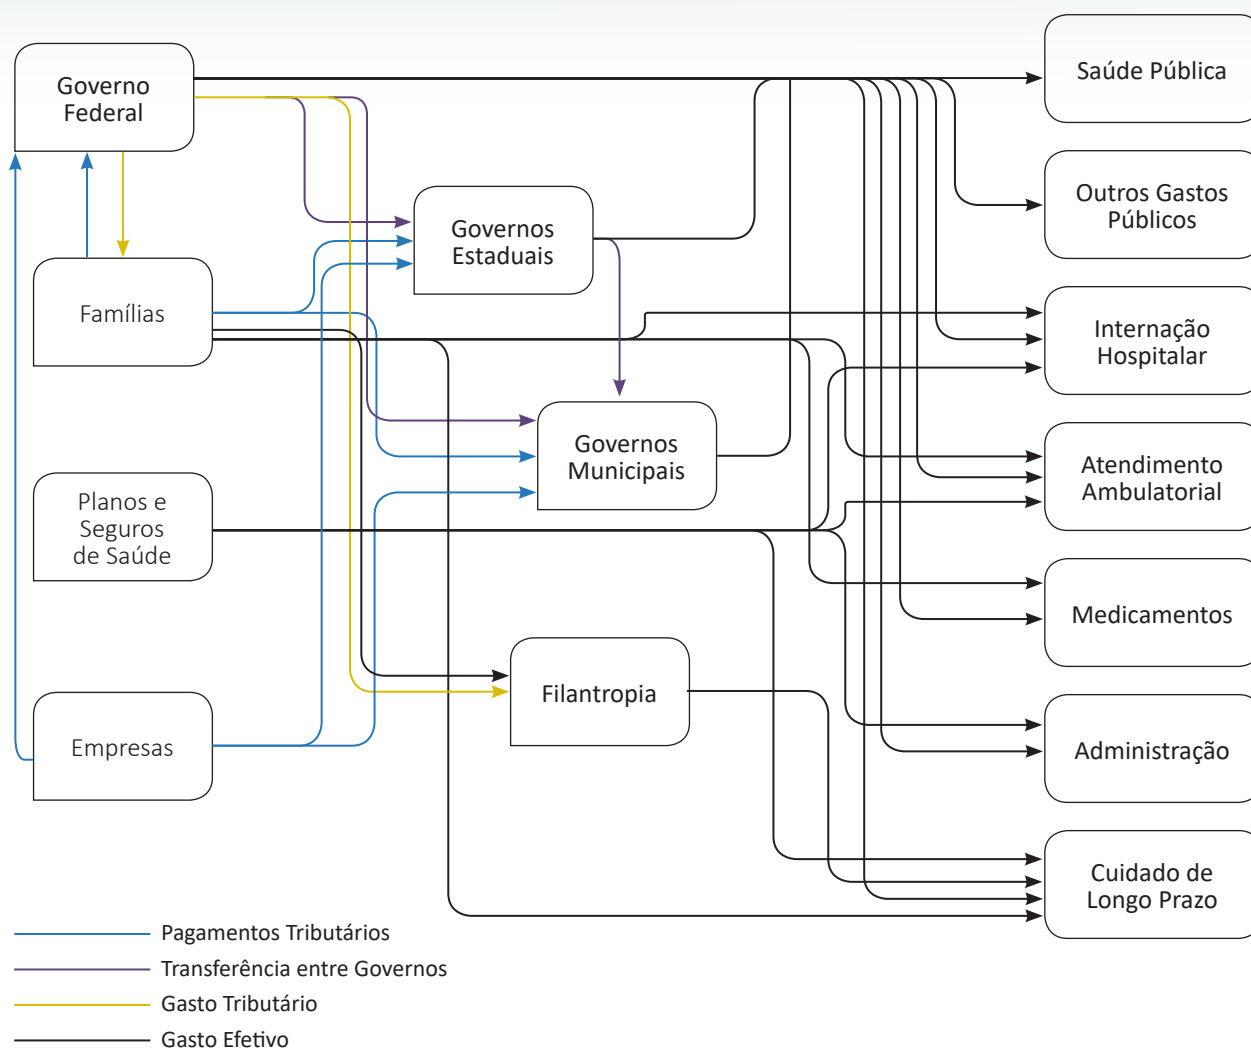 Governo
Federal
Saúde Pública
Outros Gastos
Públicos
Governos
Estaduais
Famílias
Internação
Hospitalar
Governos
Municipais
Atendimento
Ambulatorial
Planos e
Seguros
de Saúde
Medicamentos
Filantropia
Empresas
Administração
Cuidado de
Longo Prazo
Pagamentos Tributários
Transferência entre Governos
Gasto Tributário
Gasto Efetivo